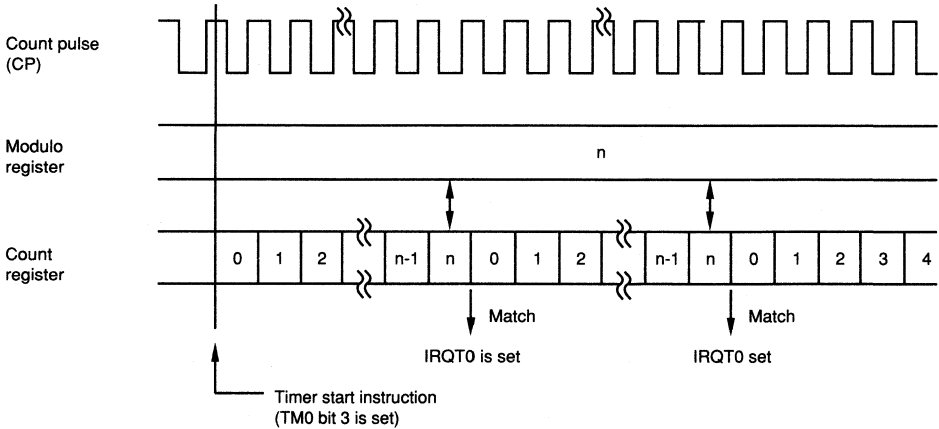 Count pulse
(CP)
Modulo
register
n
Count
register
0 1 2 n-1 n 0 1 2 n-1 n 0 1 2 3 4
Match Match
IRQT0 is set IRQT0 set
Timer start instruction
(TM0 bit 3 is set)